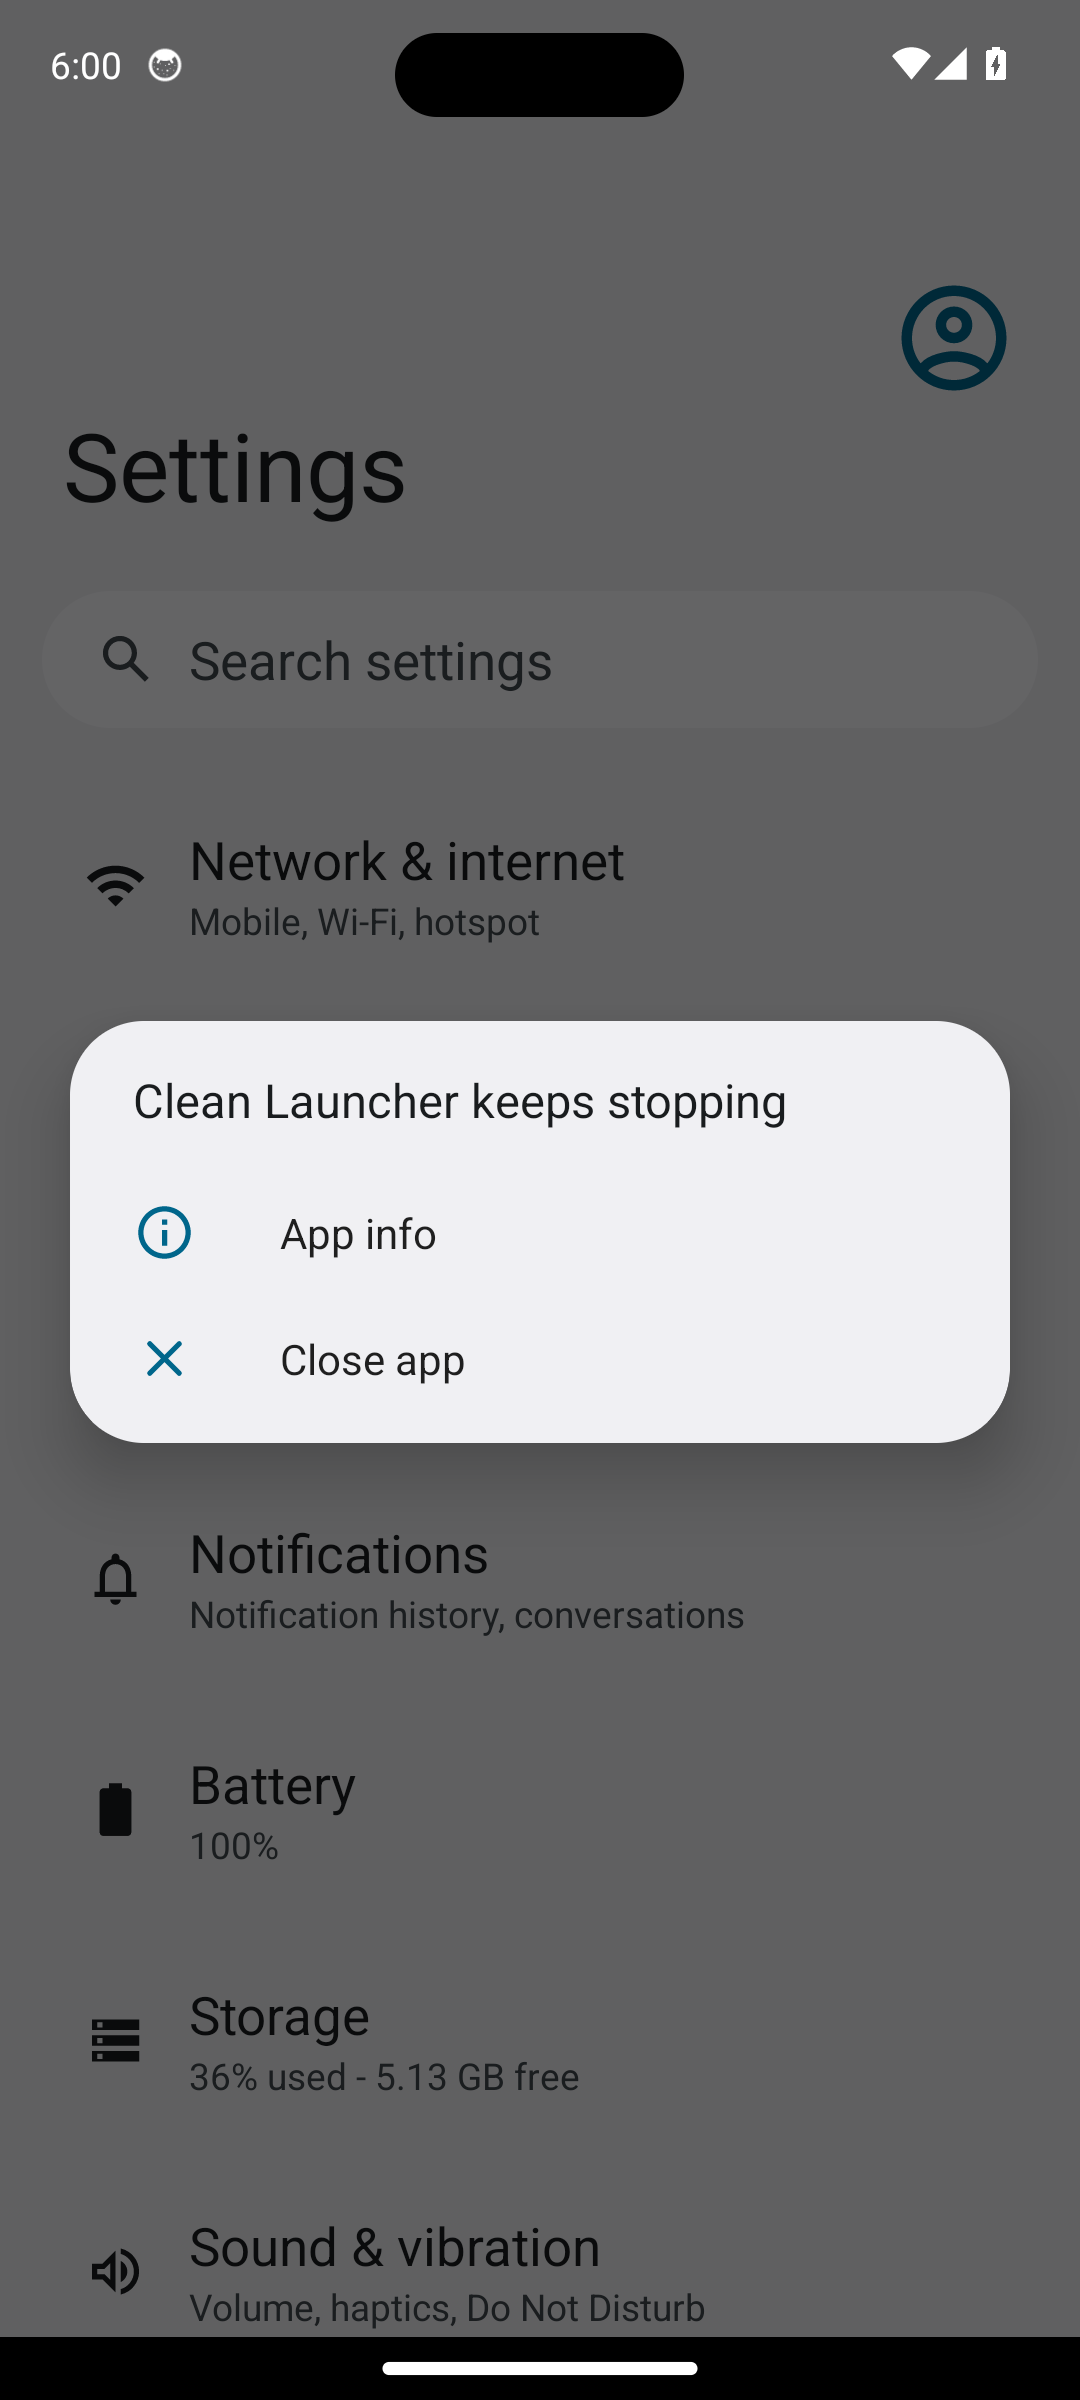 6:00
Settings
Search settings
Network & internet
Mobile, Wi-Fi, hotspot
Clean Launcher keeps stopping
App info
Close app
Notifications
Notification history, conversations
Battery
100%
Storage
36% used - 5.13 GB free
Sound & vibration
Volume, haptics, Do Not Disturb